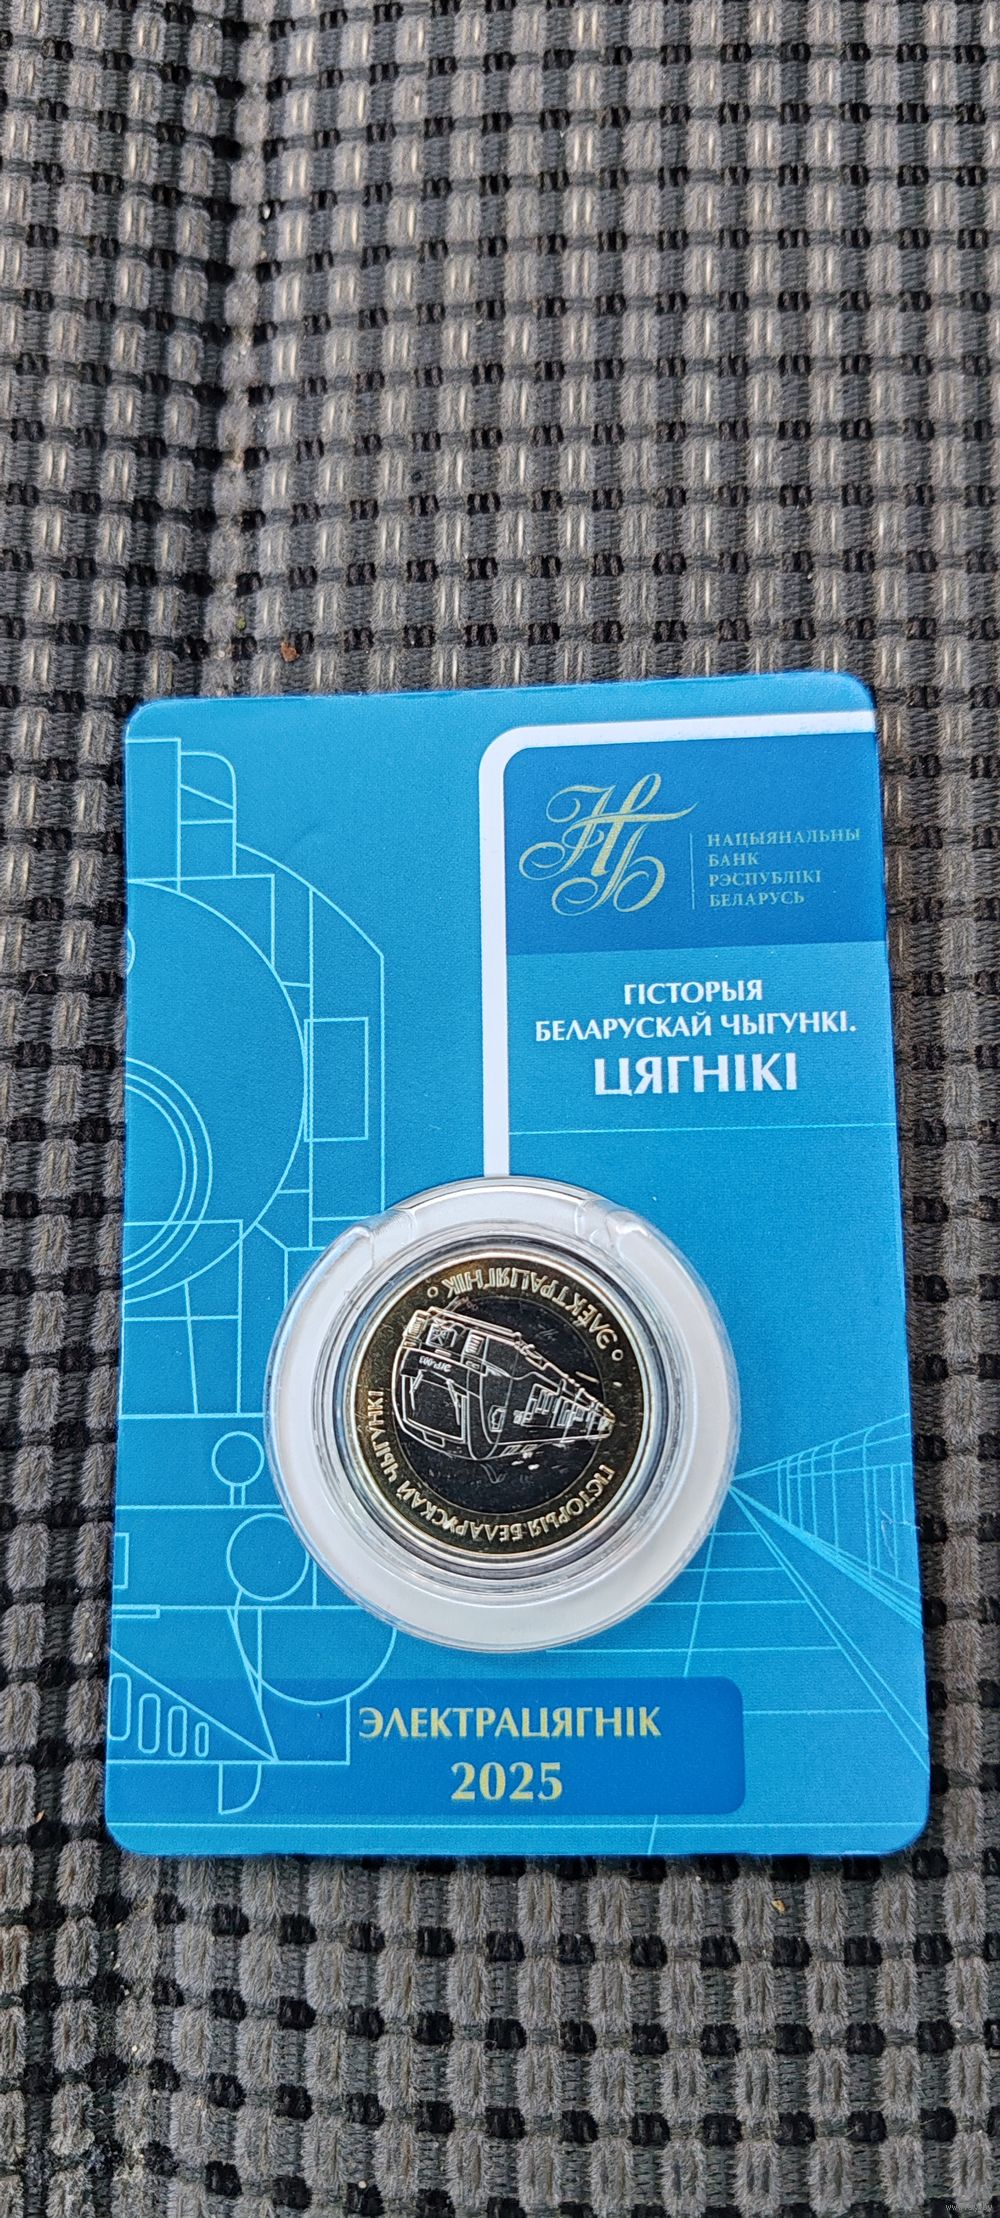 НАЦЫЯНАЛЬНЫ
БАНК
РЭСПУБЛІКІ
БЕЛАРУСЬ
ГІСТОРЫЯ
БЕЛАРУСКАЙ ЧЫГУНКІ.
ЦЯГНІКІ
ЭЛЕКТРАЦЯГНІК
ГІСТОРЫЯ БЕЛАРУСКАЙ ЧЫГУНКІ
ЭЛЕКТРАЦЯГНІК
2025